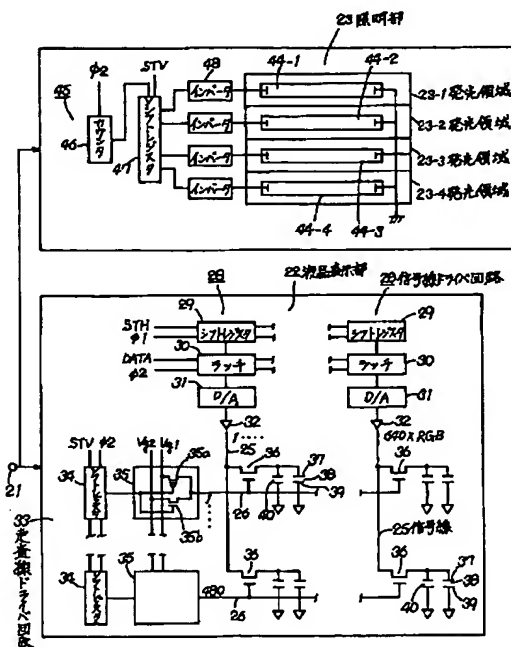 23 照明部
44-1
44-2
STV
48
φ2
45
カウンタ
46
シフトレジスタ
47
インバータ
インバータ
インバータ
インバータ
23-1 発光領域
23-2 発光領域
23-3 発光領域
23-4 発光領域
44-3
44-4
28
22 液晶表示部
28 信号線ドライバ回路
29
29
STH
φ1
シフトレジスタ
シフトレジスタ
30
30
DATA
φ2
ラッチ
ラッチ
31
31
D/A
D/A
32
32
1
640×RGB
25
36
37
38
39
40
STV φ2
Vg2 Vg1
34
シフトレジスタ
35
35a
35b
1
26
36
21
33
走査線ドライバ回路
25 信号線
34
シフトレジスタ
35
480
26
36
36
37
38
39
40